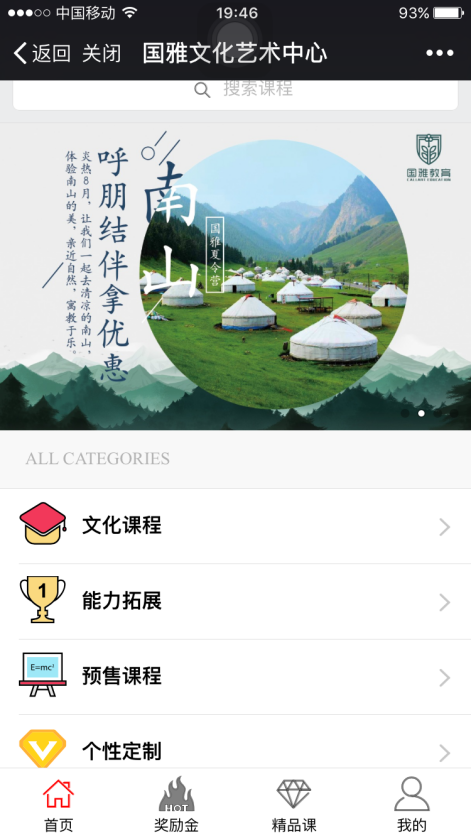 中国移动
19:46
93%
返回 关闭 国雅文化艺术中心
搜索课程
国雅教育
南山
国雅夏令营
呼朋结伴拿优惠
炎热8月，让我们一起去清凉的南山，
体验南山的美，亲近自然，寓教于乐。
ALL CATEGORIES
文化课程
1
能力拓展
E=mc²
预售课程
个性定制
HOT
首页 奖励金 精品课 我的